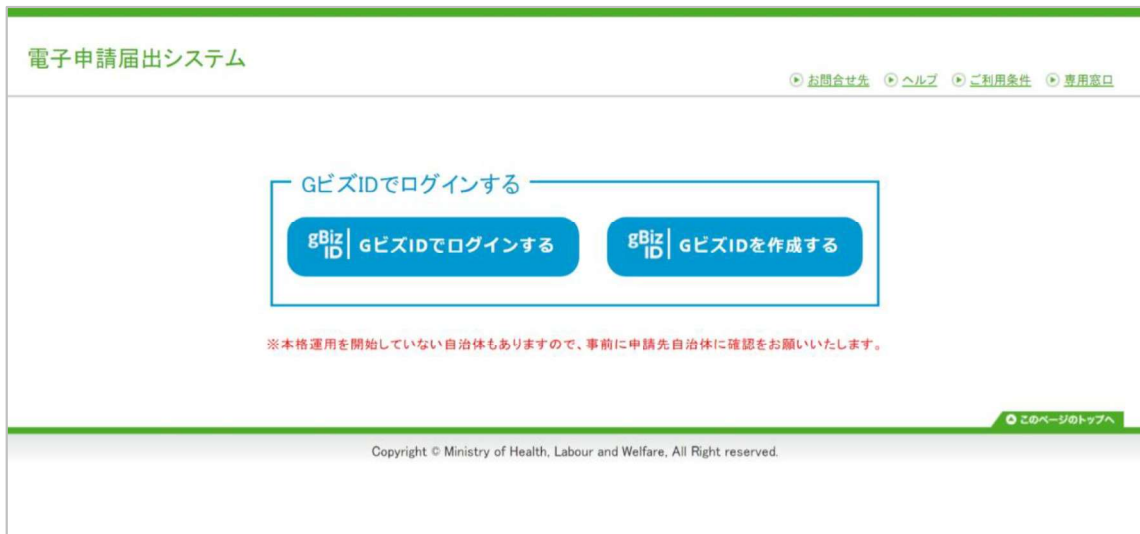 電子申請届出システム
お問合せ先 ヘルプ ご利用条件 専用窓口
GビズIDでログインする
gBiz ID GビズIDでログインする
gBiz ID GビズIDを作成する
※本格運用を開始していない自治体もありますので、事前に申請先自治体に確認をお願いいたします。
このページのトップへ
Copyright © Ministry of Health, Labour and Welfare, All Right reserved.